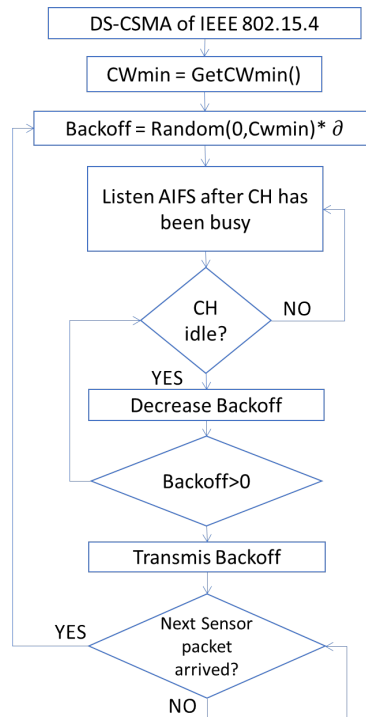 DS-CSMA of IEEE 802.15.4
CWmin = GetCWmin()
Backoff = Random(0,Cwmin)* ∂
Listen AIFS after CH has
been busy
CH
idle?
NO
YES
Decrease Backoff
Backoff>0
Transmis Backoff
YES
Next Sensor
packet
arrived?
NO